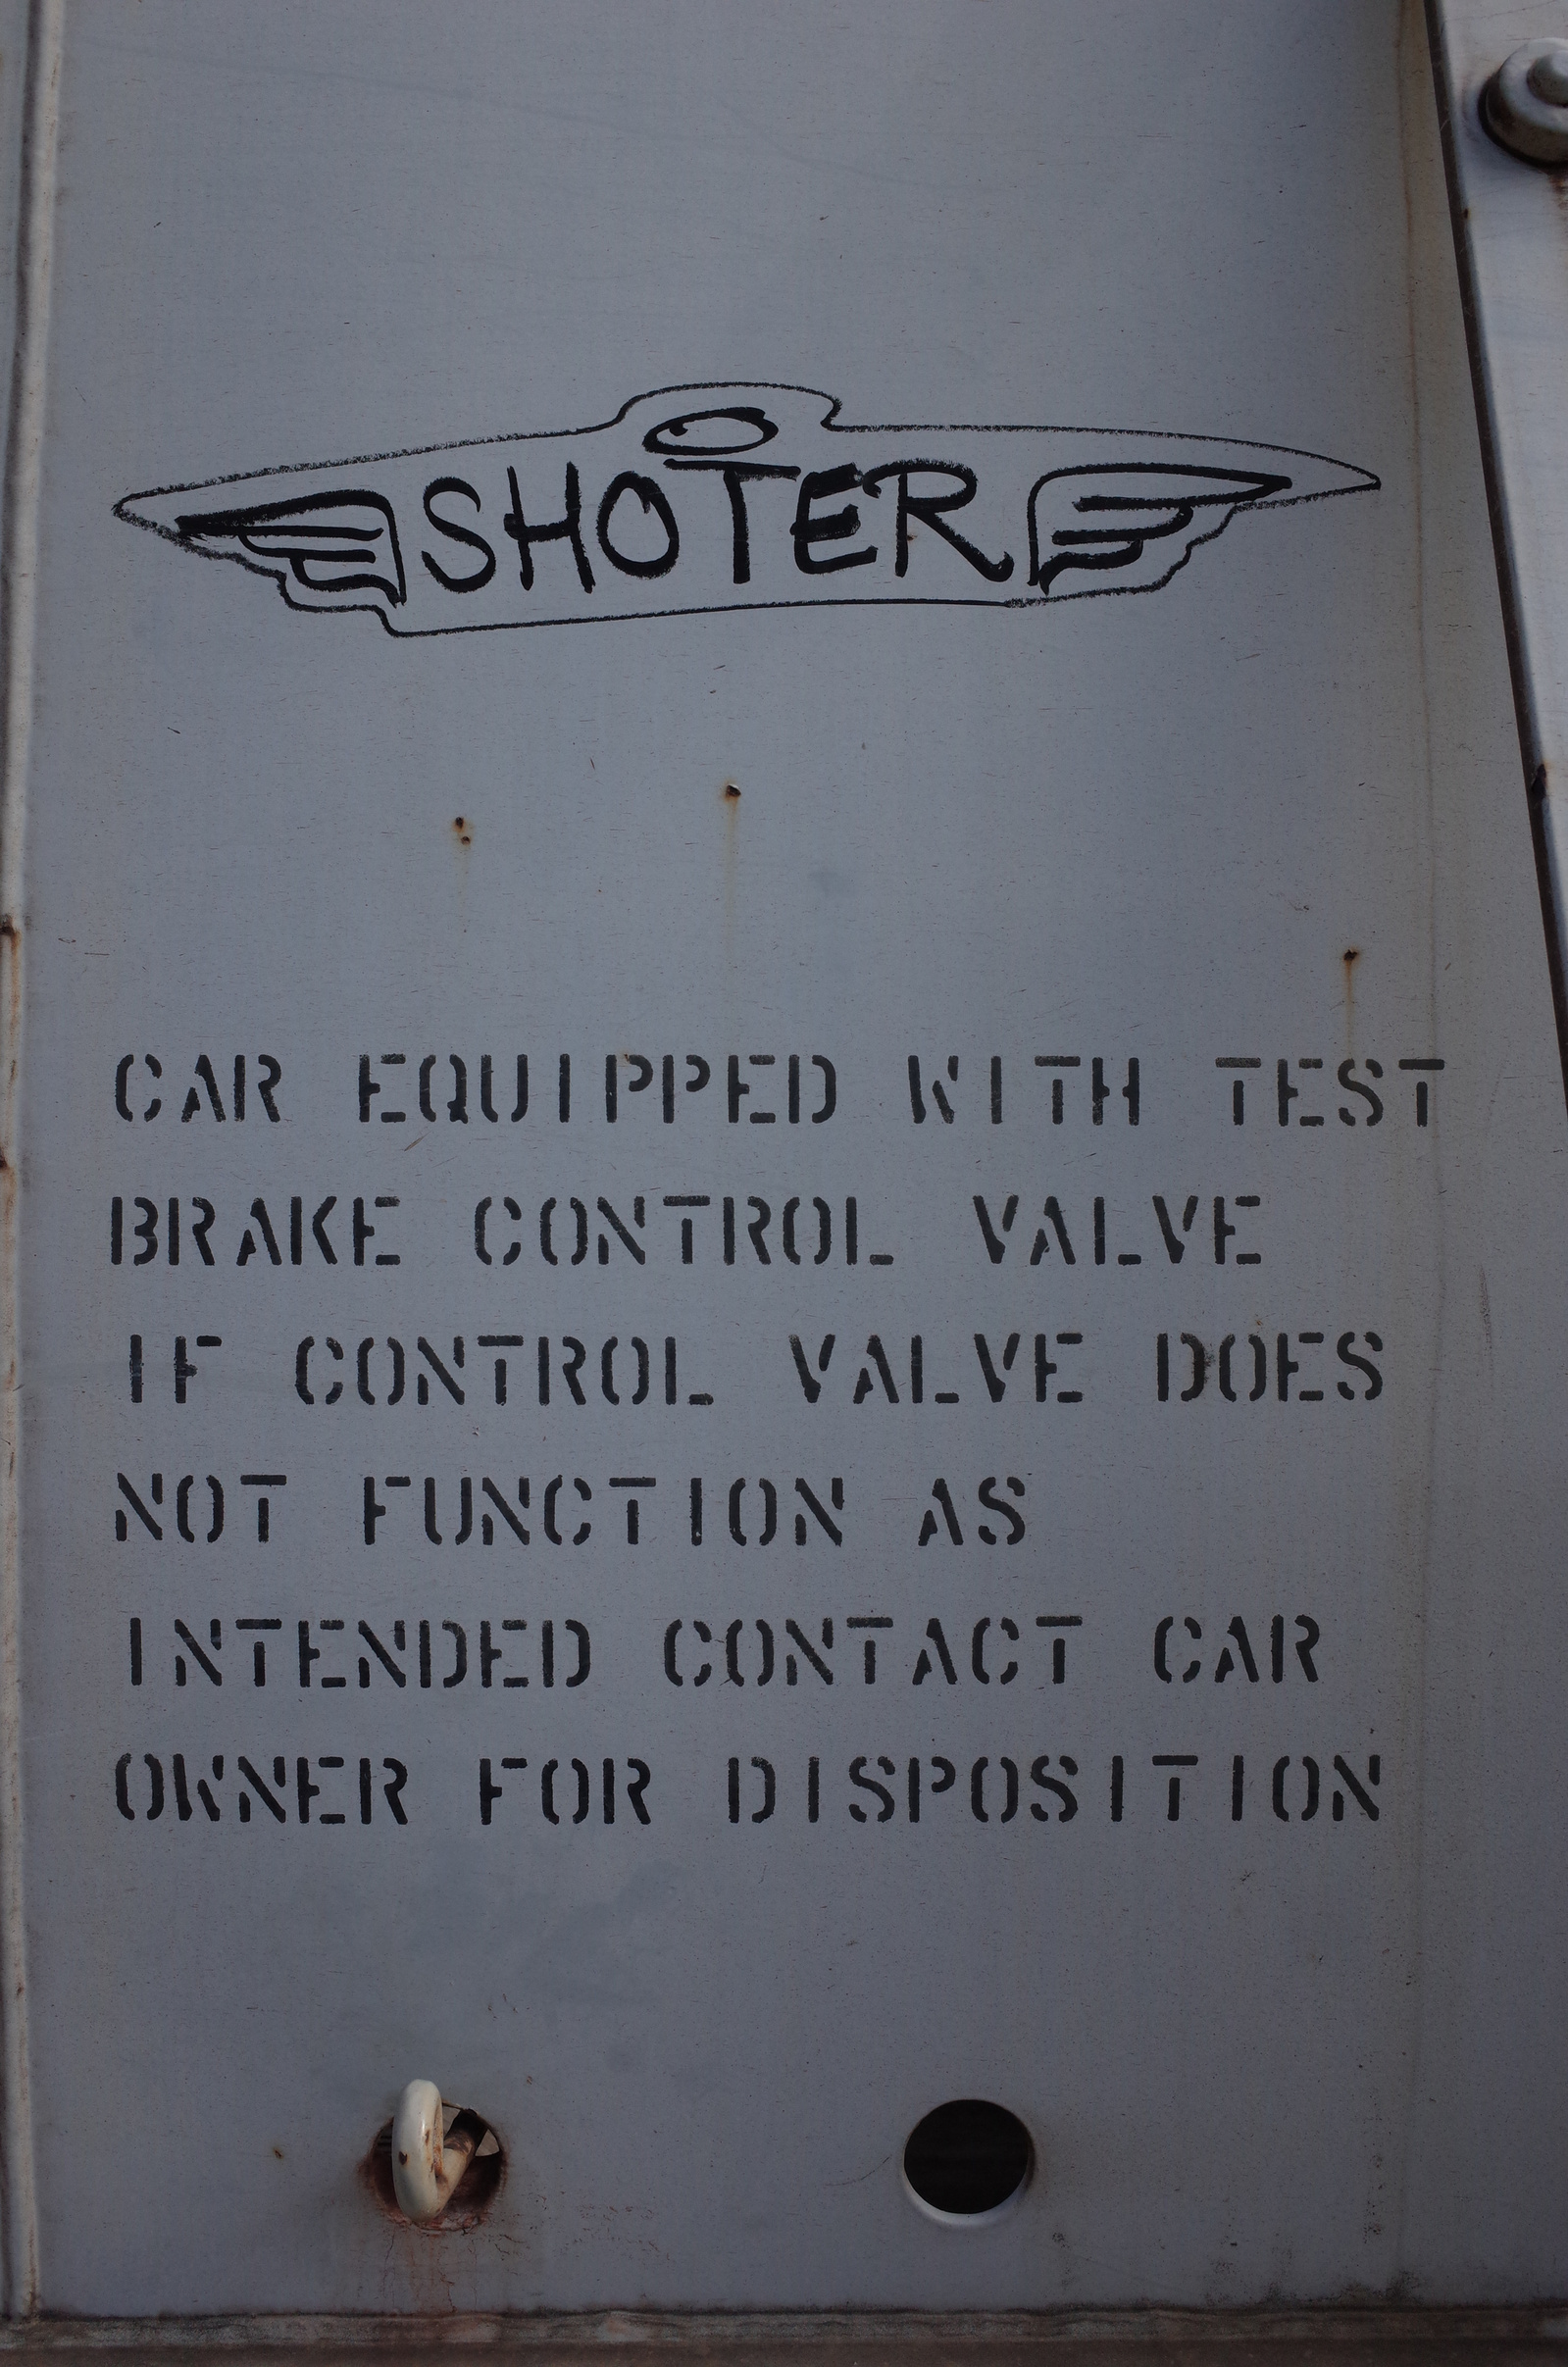 SHOTER
CAR EQUIPPED WITH TEST
BRAKE CONTROL VALVE
IF CONTROL VALVE DOES
NOT FUNCTION AS
INTENDED CONTACT CAR
OWNER FOR DISPOSITION